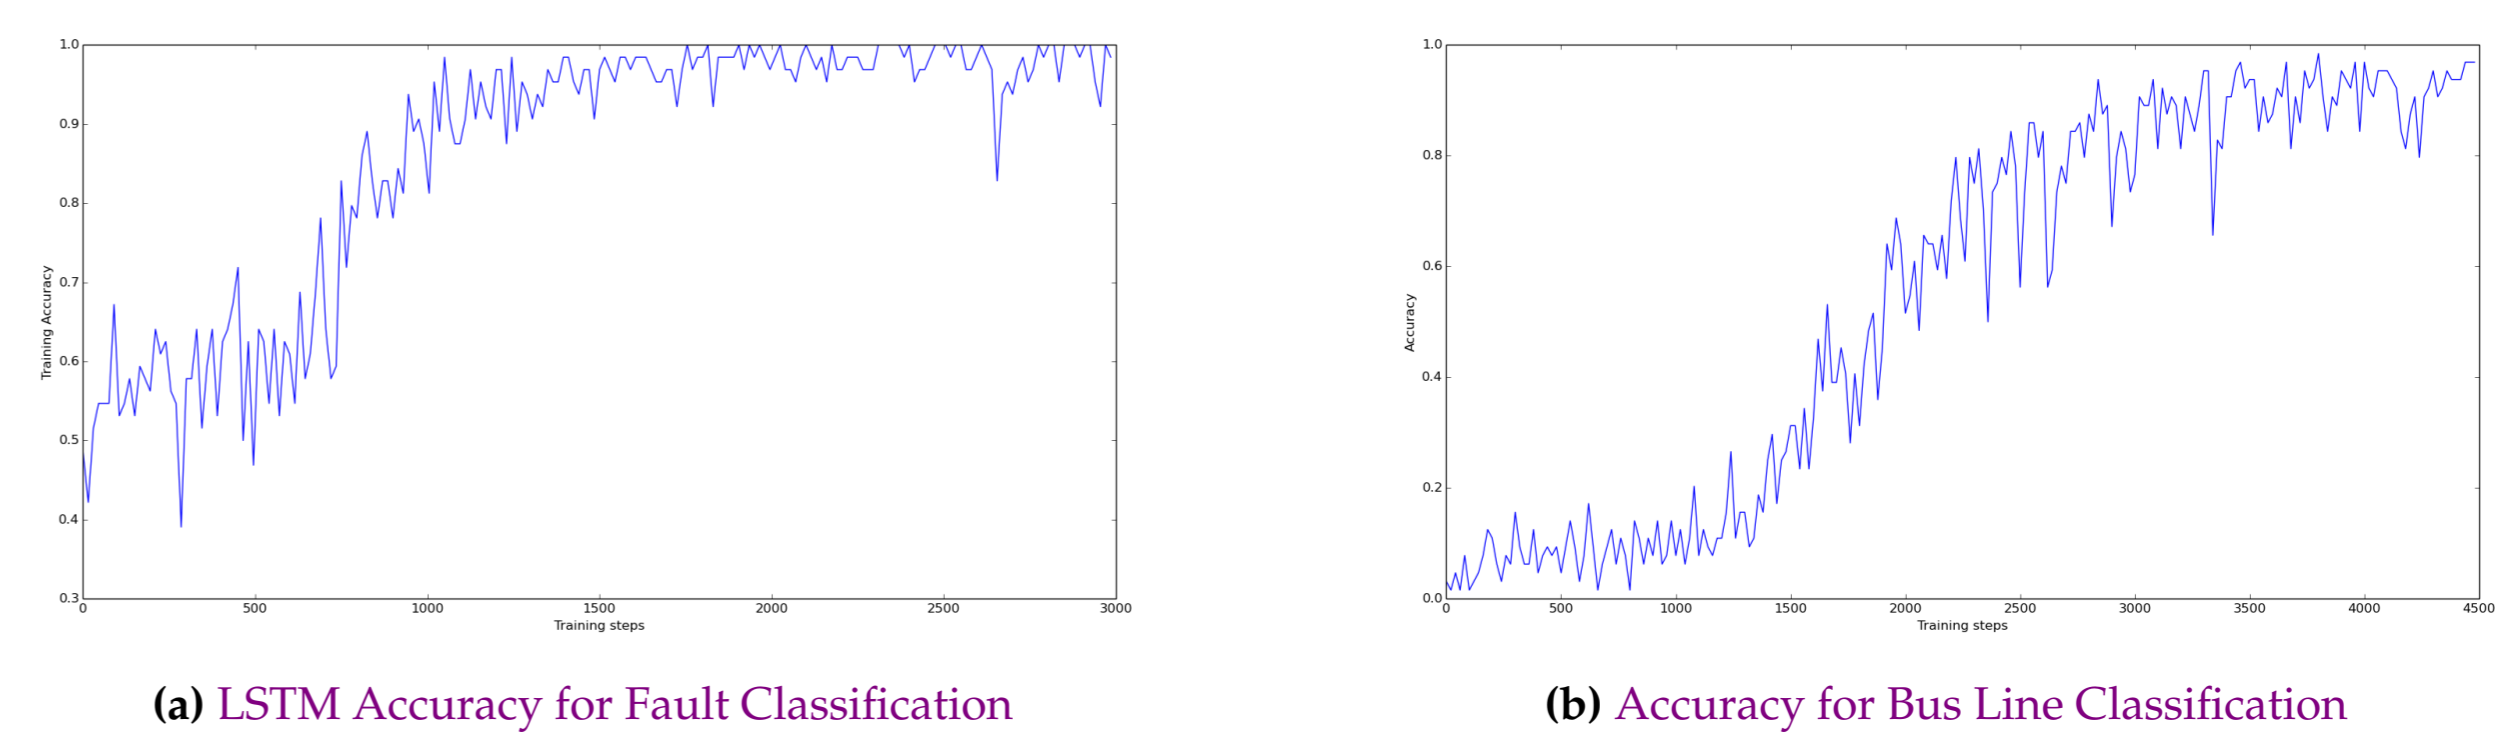 1.0
0.9
0.8
0.7
0.6
0.5
0.4
0.3
Training Accuracy
0 500 1000 1500 2000 2500 3000
Training steps
(a) LSTM Accuracy for Fault Classification
1.0
0.8
0.6
0.4
0.2
0.0
Accuracy
0 500 1000 1500 2000 2500 3000 3500 4000 4500
Training steps
(b) Accuracy for Bus Line Classification